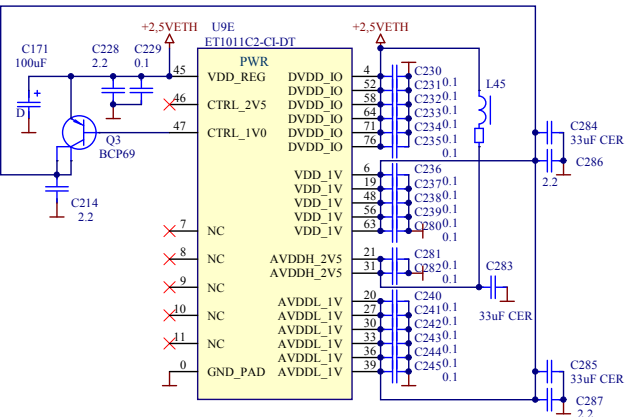 +2,5VETH
U9E
+2,5VETH
ET1011C2-CI-DT
C171
100uF
+
D
C228
2.2
C229
0.1
PWR
45
VDD_REG
46
CTRL_2V5
47
CTRL_1V0
Q3
BCP69
C214
2.2
7
NC
8
NC
9
NC
10
NC
11
NC
0
GND_PAD
DVDD_IO
4
C230
0.1
DVDD_IO
52
C231
0.1
DVDD_IO
58
C232
0.1
DVDD_IO
64
C233
0.1
DVDD_IO
71
C234
0.1
DVDD_IO
76
C235
0.1
VDD_1V
6
C236
0.1
VDD_1V
19
C237
0.1
VDD_1V
48
C238
0.1
VDD_1V
56
C239
0.1
VDD_1V
63
C280
0.1
AVDDH_2V5
21
C281
0.1
AVDDH_2V5
31
C282
0.1
AVDDL_1V
20
C240
0.1
AVDDL_1V
27
C241
0.1
AVDDL_1V
30
C242
0.1
AVDDL_1V
33
C243
0.1
AVDDL_1V
36
C244
0.1
AVDDL_1V
39
C245
0.1
L45
C284
33uF CER
C286
2.2
C283
33uF CER
C285
33uF CER
C287
2.2